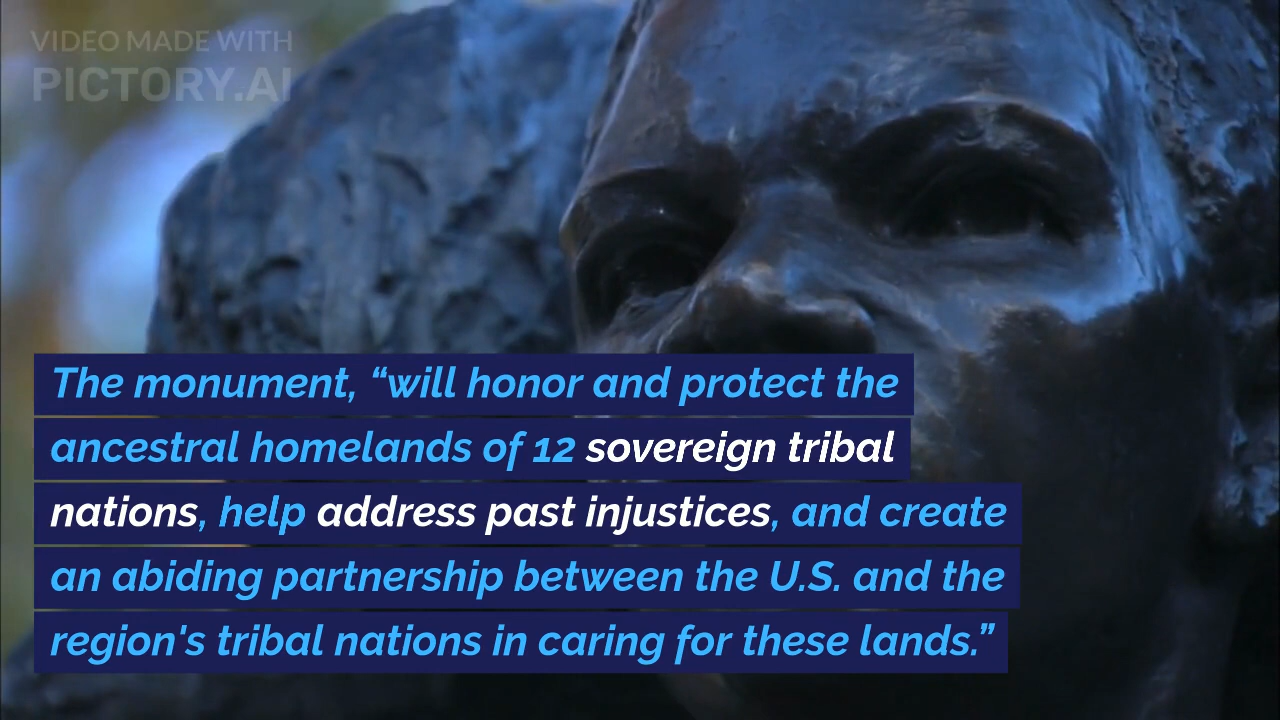 VIDEO MADE WITH
PICTORY.AI
The monument, “will honor and protect the
ancestral homelands of 12 sovereign tribal
nations, help address past injustices, and create
an abiding partnership between the U.S. and the
region's tribal nations in caring for these lands.”